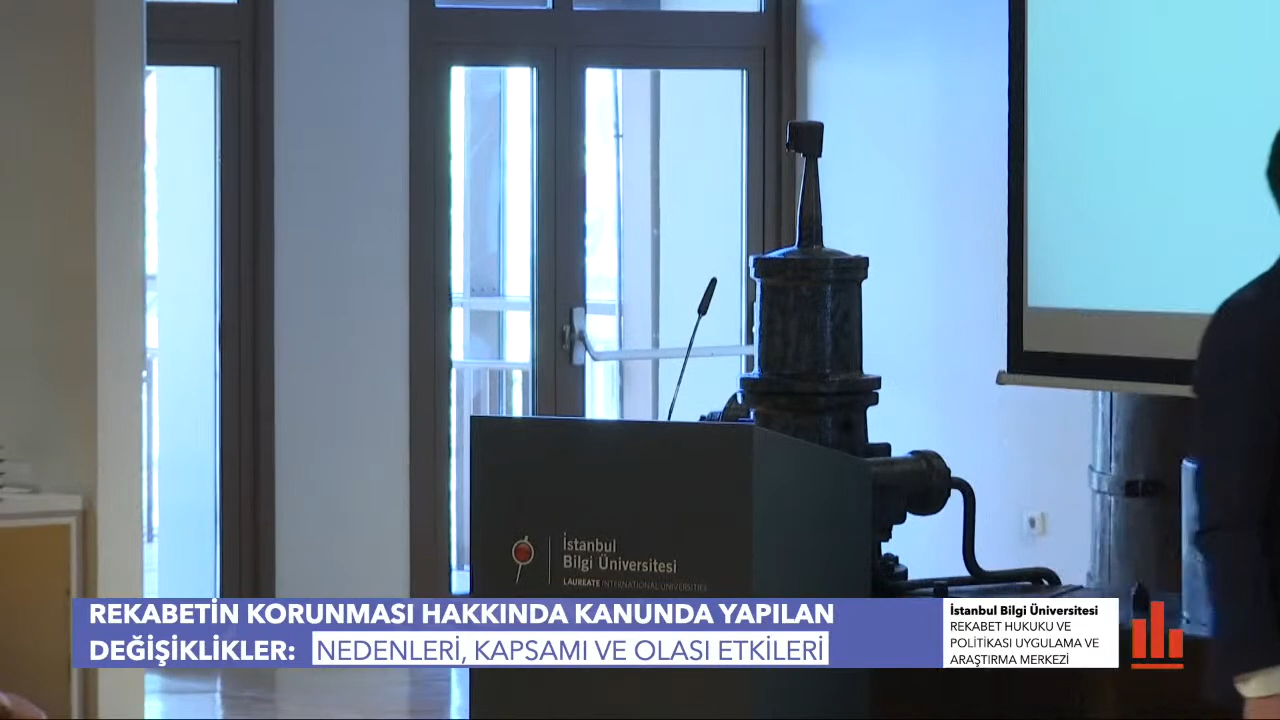 İstanbul
Bilgi Üniversitesi
LAUREATE INTERNATIONAL UNIVERSITIES
REKABETİN KORUNMASI HAKKINDA KANUNDA YAPILAN
DEĞİŞİKLİKLER: NEDENLERİ, KAPSAMI VE OLASI ETKİLERİ
İstanbul Bilgi Üniversitesi
REKABET HUKUKU VE
POLİTİKASI UYGULAMA VE
ARAŞTIRMA MERKEZİ